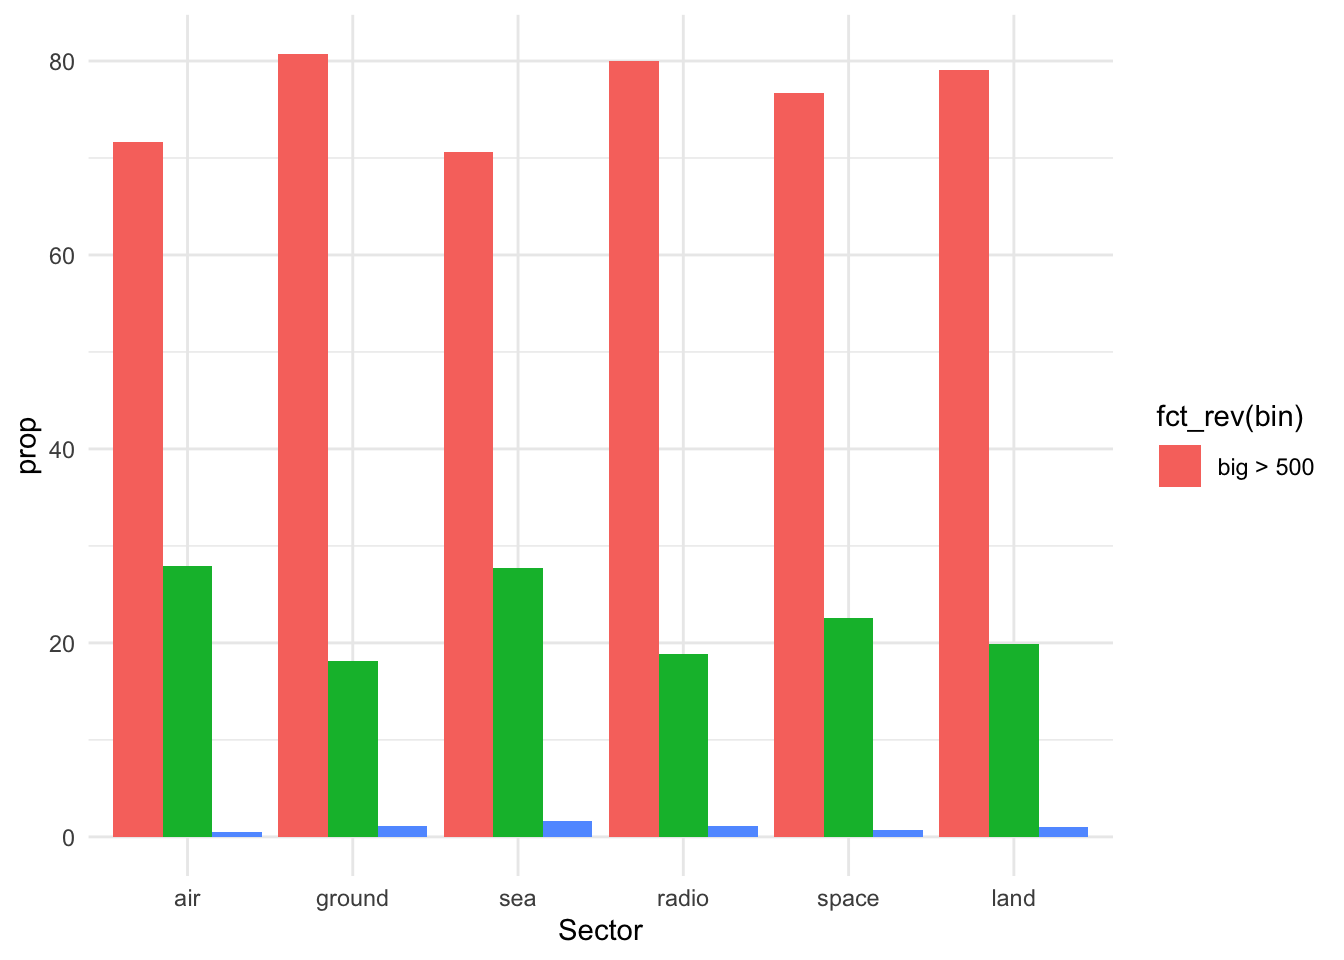 80
60
40
20
0
prop
air ground sea radio space land
Sector
fct_rev(bin)
big > 500